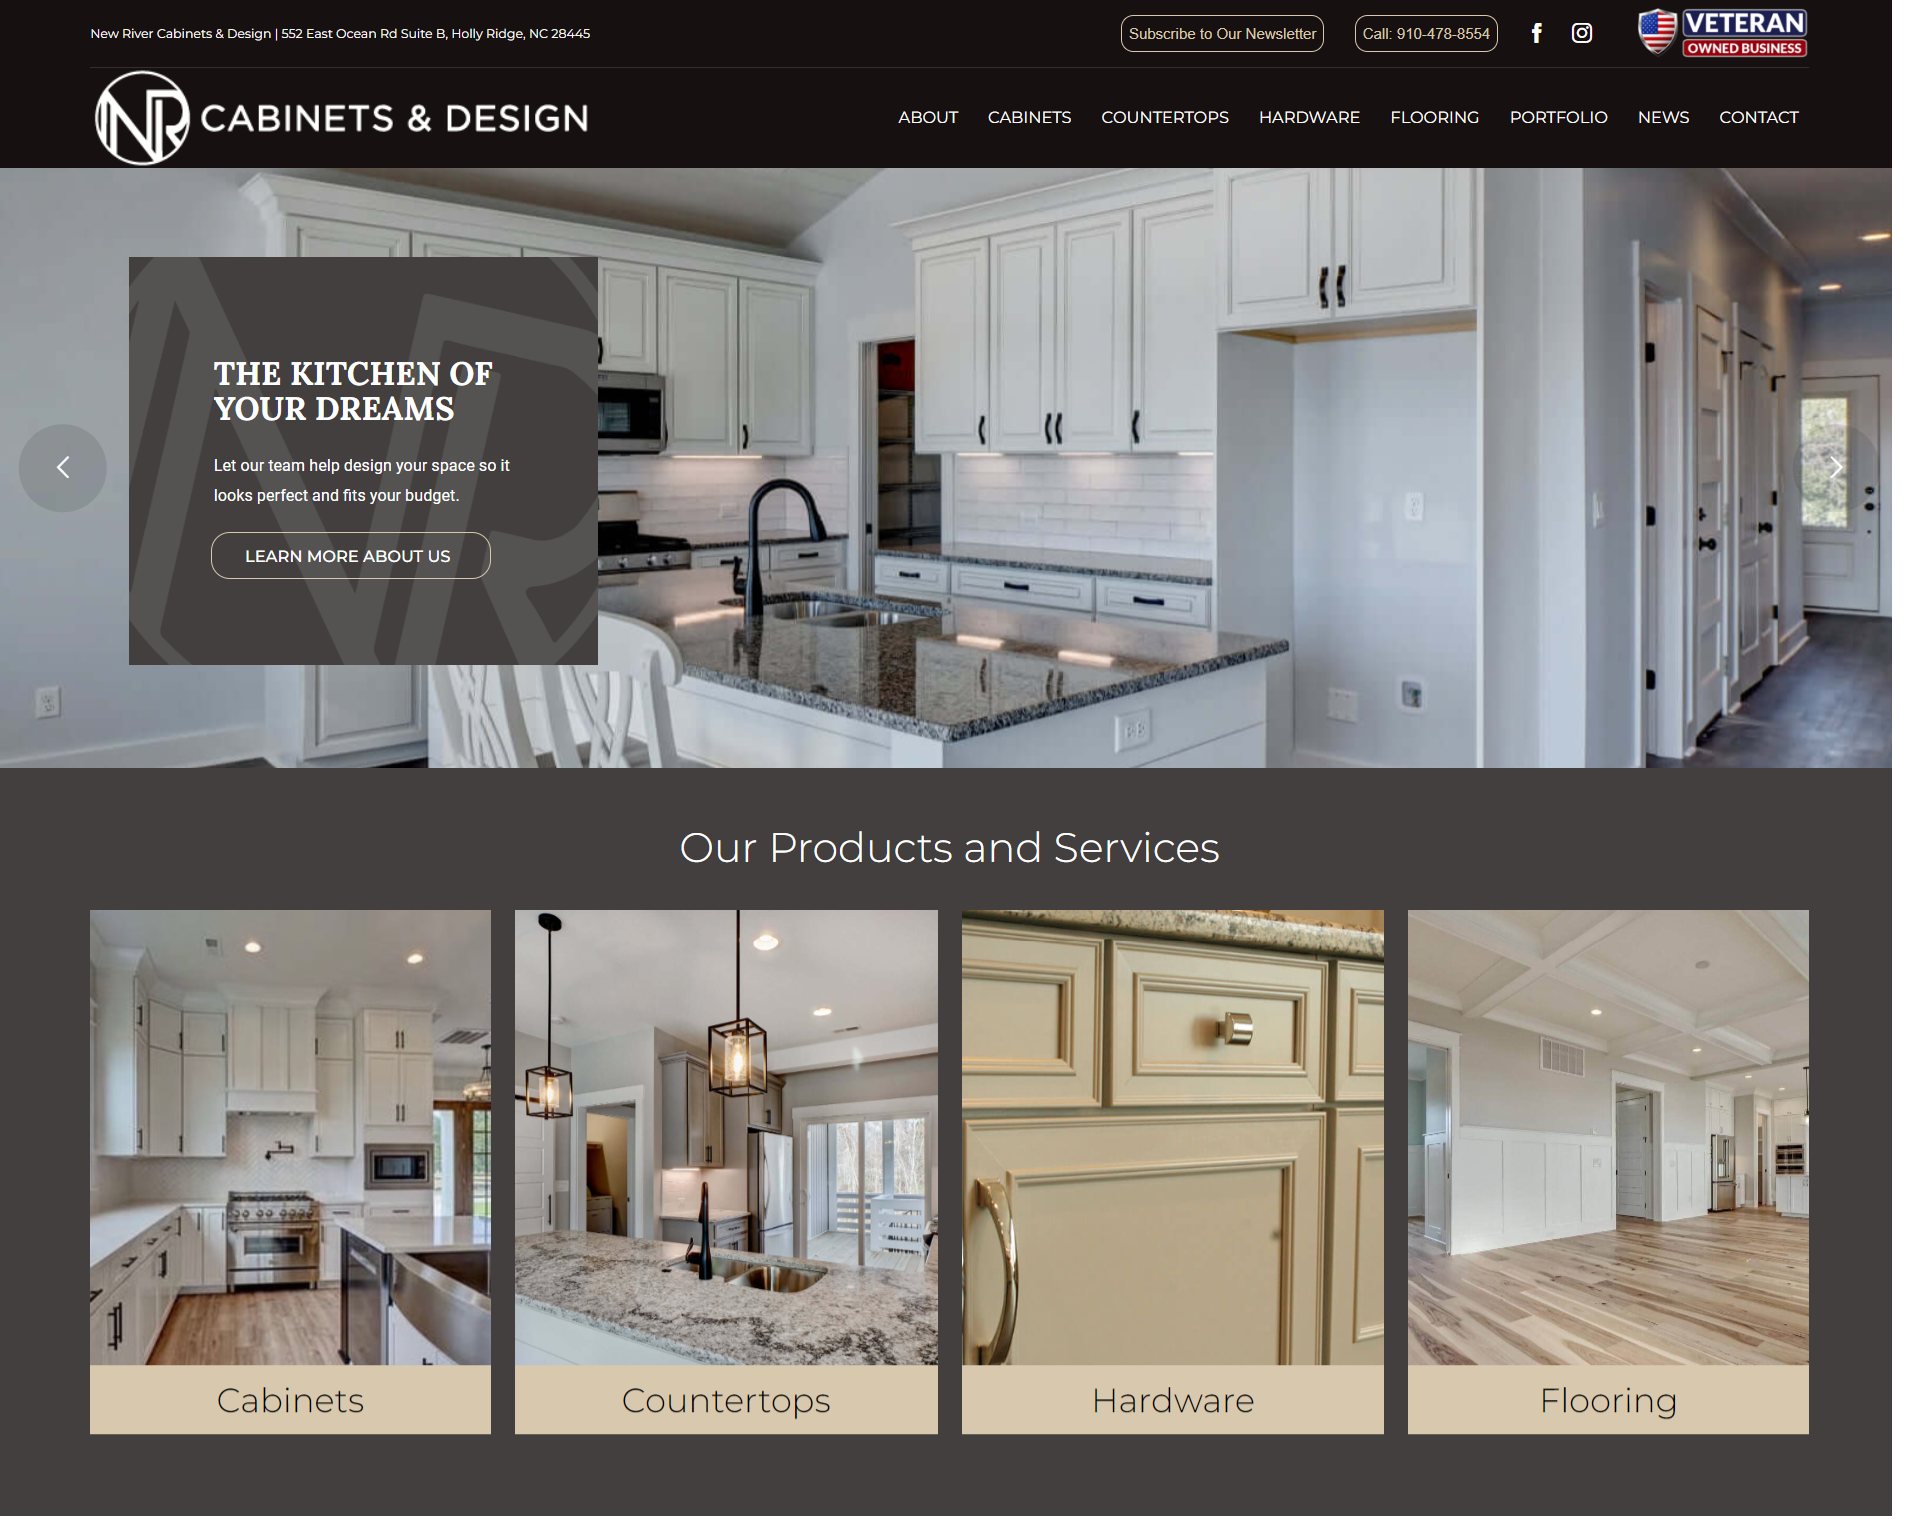 New River Cabinets & Design | 552 East Ocean Rd Suite B, Holly Ridge, NC 28445
Subscribe to Our Newsletter
Call: 910-478-8554
VETERAN
OWNED BUSINESS
NR CABINETS & DESIGN
ABOUT CABINETS COUNTERTOPS HARDWARE FLOORING PORTFOLIO NEWS CONTACT
THE KITCHEN OF
YOUR DREAMS
Let our team help design your space so it
looks perfect and fits your budget.
LEARN MORE ABOUT US
Our Products and Services
Cabinets
Countertops
Hardware
Flooring